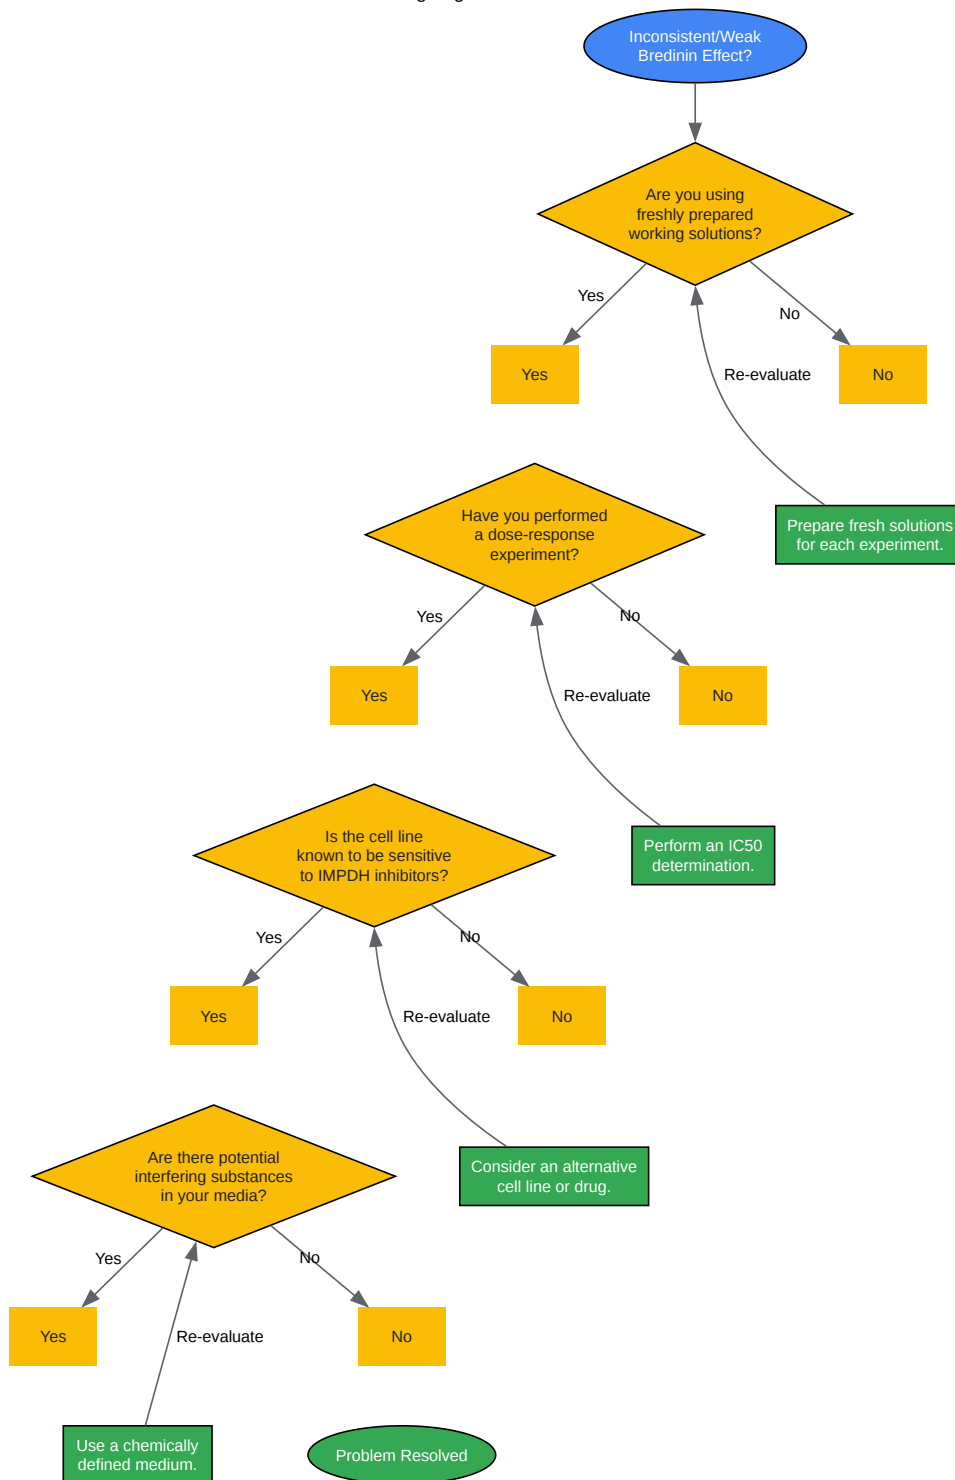 Inconsistent/Weak
Bredinin Effect?
Are you using
freshly prepared
working solutions?
Yes
No
Yes
Re-evaluate
No
Have you performed
a dose-response
experiment?
Prepare fresh solutions
for each experiment.
Yes
No
Yes
Re-evaluate
No
Is the cell line
known to be sensitive
to IMPDH inhibitors?
Perform an IC50
determination.
Yes
No
Yes
Re-evaluate
No
Are there potential
interfering substances
in your media?
Consider an alternative
cell line or drug.
Yes
No
Yes
Re-evaluate
No
Use a chemically
defined medium.
Problem Resolved